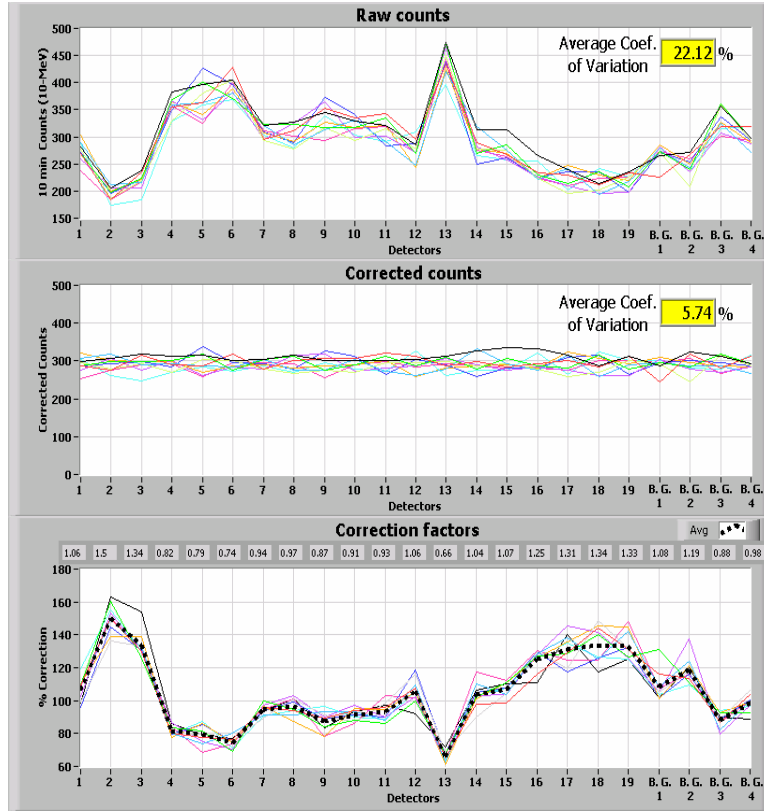 Raw counts
10 min Counts (10-MeV)
500
450
400
350
300
250
200
150
Average Coef.
of Variation
22.12 %
1 2 3 4 5 6 7 8 9 10 11 12 13 14 15 16 17 18 19 B. G. B. G. B. G. B. G.
1 2 3 4
Detectors
Corrected counts
Corrected Counts
500
400
300
200
100
0
Average Coef.
of Variation
5.74 %
1 2 3 4 5 6 7 8 9 10 11 12 13 14 15 16 17 18 19 B. G. B. G. B. G. B. G.
1 2 3 4
Detectors
Correction factors
Avg
1.06 1.5 1.34 0.82 0.79 0.74 0.94 0.97 0.87 0.91 0.93 1.06 0.66 1.04 1.07 1.25 1.31 1.34 1.33 1.08 1.19 0.88 0.98
% Correction
180
160
140
120
100
80
60
1 2 3 4 5 6 7 8 9 10 11 12 13 14 15 16 17 18 19 B. G. B. G. B. G. B. G.
1 2 3 4
Detectors